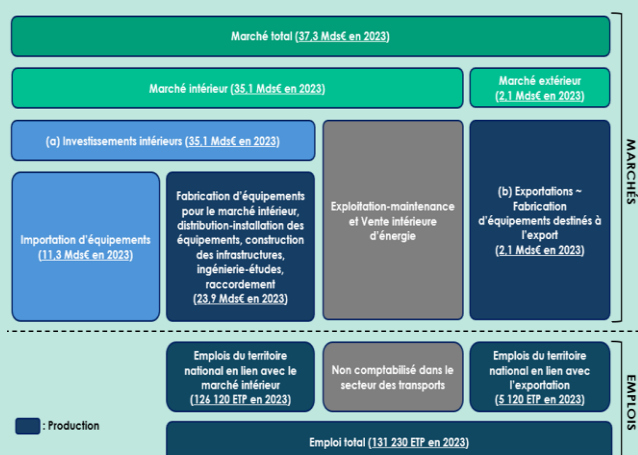 Marché total (37,3 Mds€ en 2023)
Marché intérieur (35,1 Mds€ en 2023)
Marché extérieur
(2,1 Mds€ en 2023)
(a) Investissements intérieurs (35,1 Mds€ en 2023)
Importation d'équipements
(11,3 Mds€ en 2023)
Fabrication d'équipements
pour le marché intérieur,
distribution-installation des
équipements, construction
des infrastructures,
ingénierie-études,
raccordement
(23,9 Mds€ en 2023)
Exploitation-maintenance
et Vente intérieure
d'énergie
(b) Exportations ~
Fabrication
d'équipements destinés à
l'export
(2,1 Mds€ en 2023)
MARCHÉS
Emplois du territoire
national en lien avec le
marché intérieur
(126 120 ETP en 2023)
Non comptabilisé dans le
secteur des transports
Emplois du territoire
national en lien avec
l'exportation
(5 120 ETP en 2023)
EMPLOIS
: Production
Emploi total (131 230 ETP en 2023)